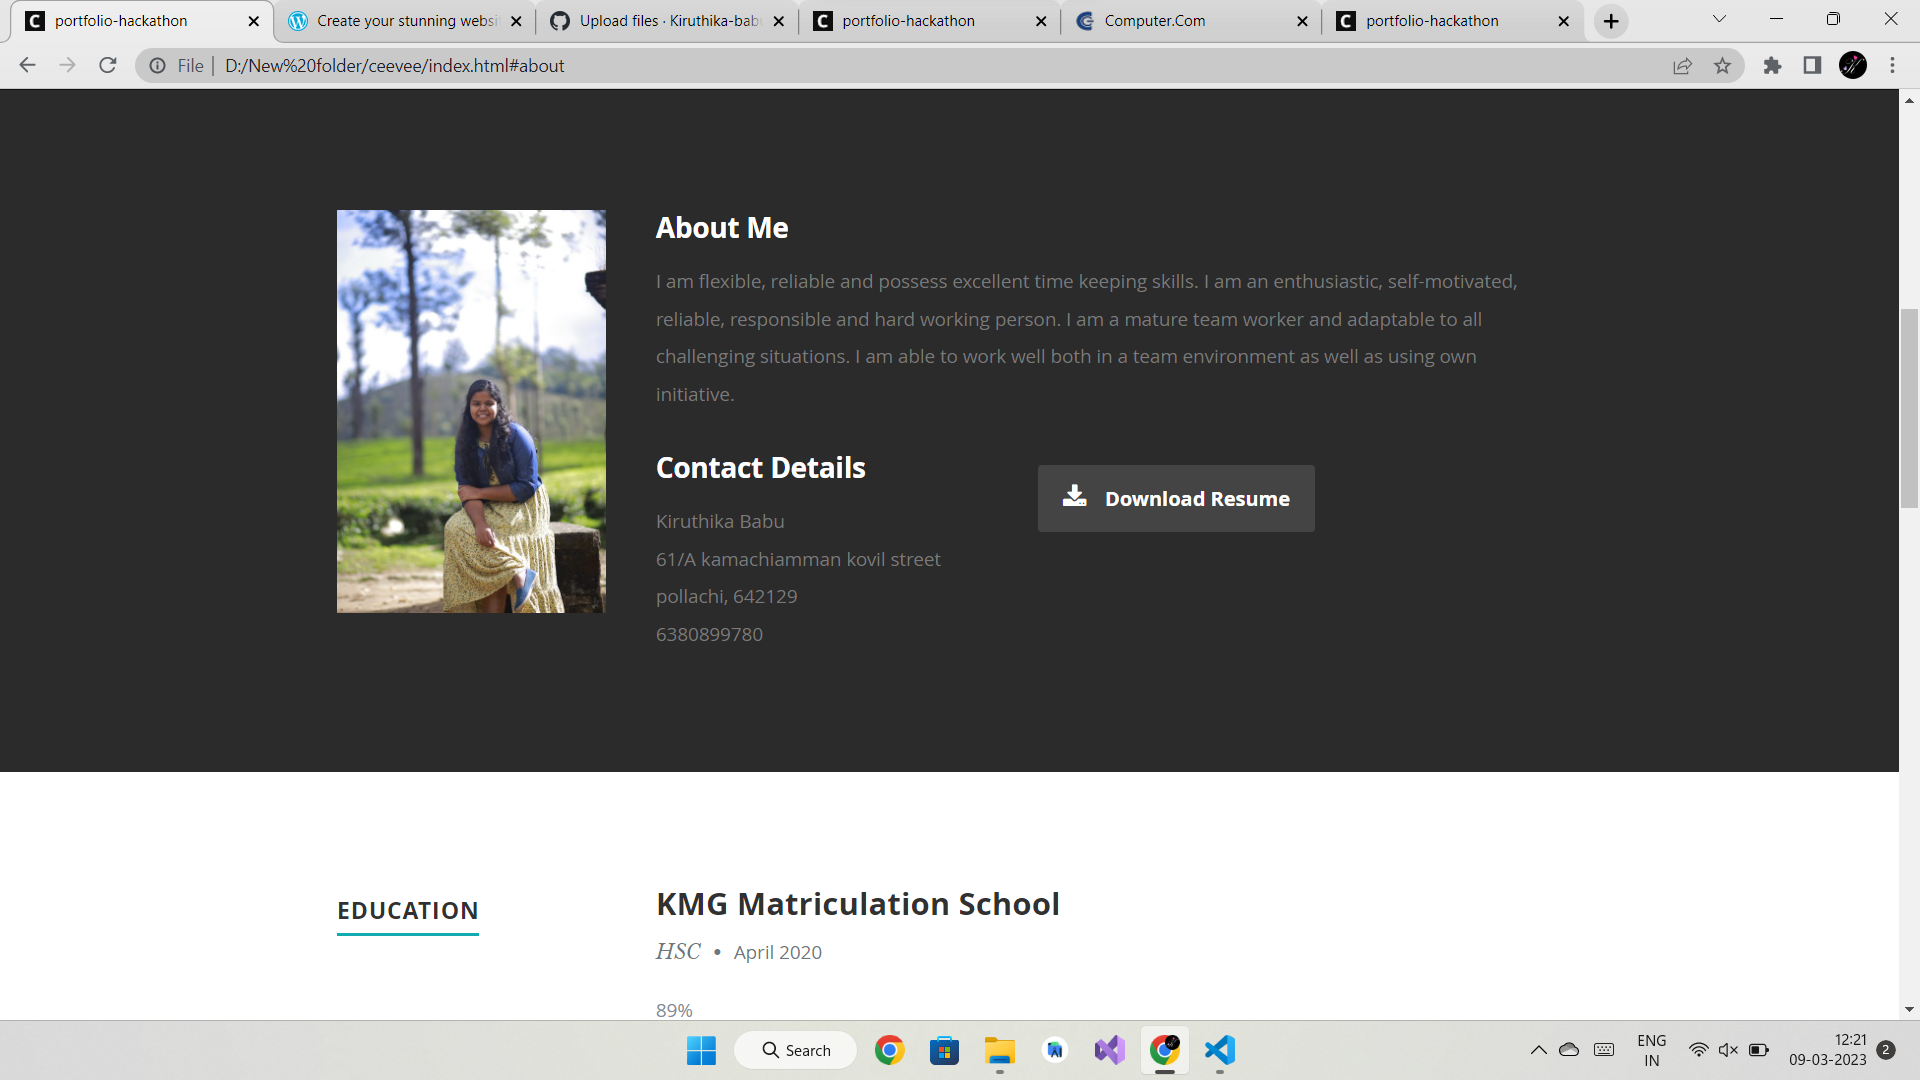 portfolio-hackathon
Create your stunning websi
Upload files · Kiruthika-bab
portfolio-hackathon
Computer.Com
portfolio-hackathon
File | D:/New%20folder/ceevee/index.html#about
About Me
I am flexible, reliable and possess excellent time keeping skills. I am an enthusiastic, self-motivated,
reliable, responsible and hard working person. I am a mature team worker and adaptable to all
challenging situations. I am able to work well both in a team environment as well as using own
initiative.
Contact Details
Download Resume
Kiruthika Babu
61/A kamachiamman kovil street
pollachi, 642129
6380899780
EDUCATION
KMG Matriculation School
HSC • April 2020
89%
Search
ENG
IN
12:21
09-03-2023
2